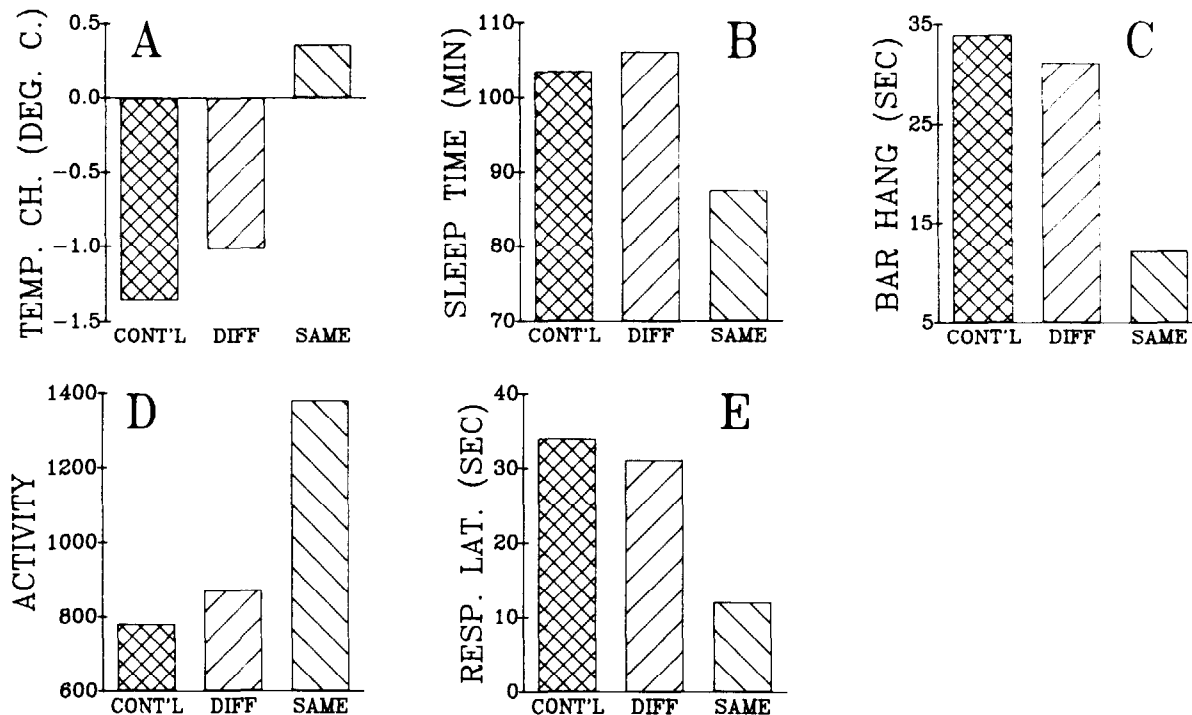 A
TEMP. CH. (DEG. C.)
0.5
0.0
-0.5
-1.0
-1.5
CONT'L DIFF SAME
B
SLEEP TIME (MIN)
110
100
90
80
70
CONT'L DIFF SAME
C
BAR HANG (SEC)
35
25
15
5
CONT'L DIFF SAME
D
ACTIVITY
1400
1200
1000
800
600
CONT'L DIFF SAME
E
RESP. LAT. (SEC)
40
30
20
10
0
CONT'L DIFF SAME